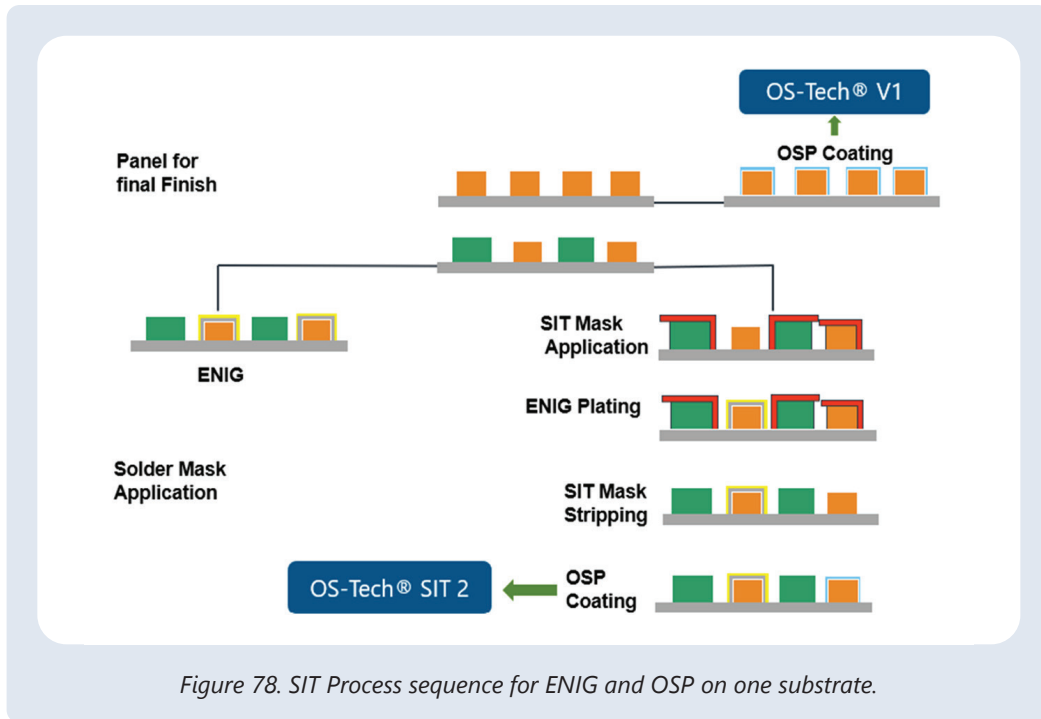 OS-Tech® V1
OSP Coating
Panel for
final Finish
ENIG
SIT Mask
Application
ENIG Plating
Solder Mask
Application
SIT Mask
Stripping
OS-Tech® SIT 2
OSP
Coating
Figure 78. SIT Process sequence for ENIG and OSP on one substrate.